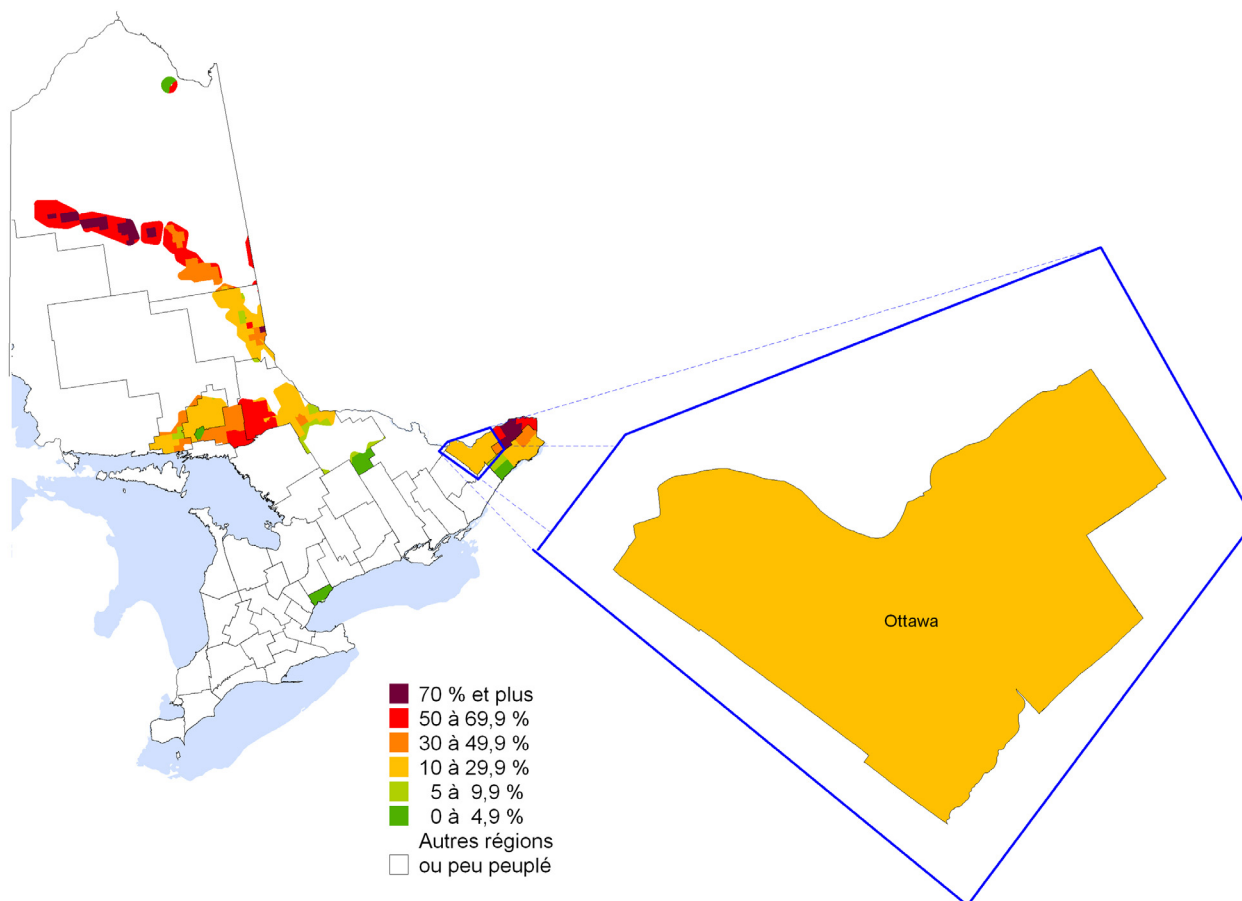 Ottawa
70 % et plus
50 à 69,9 %
30 à 49,9 %
10 à 29,9 %
5 à 9,9 %
0 à 4,9 %
Autres régions
ou peu peuplé